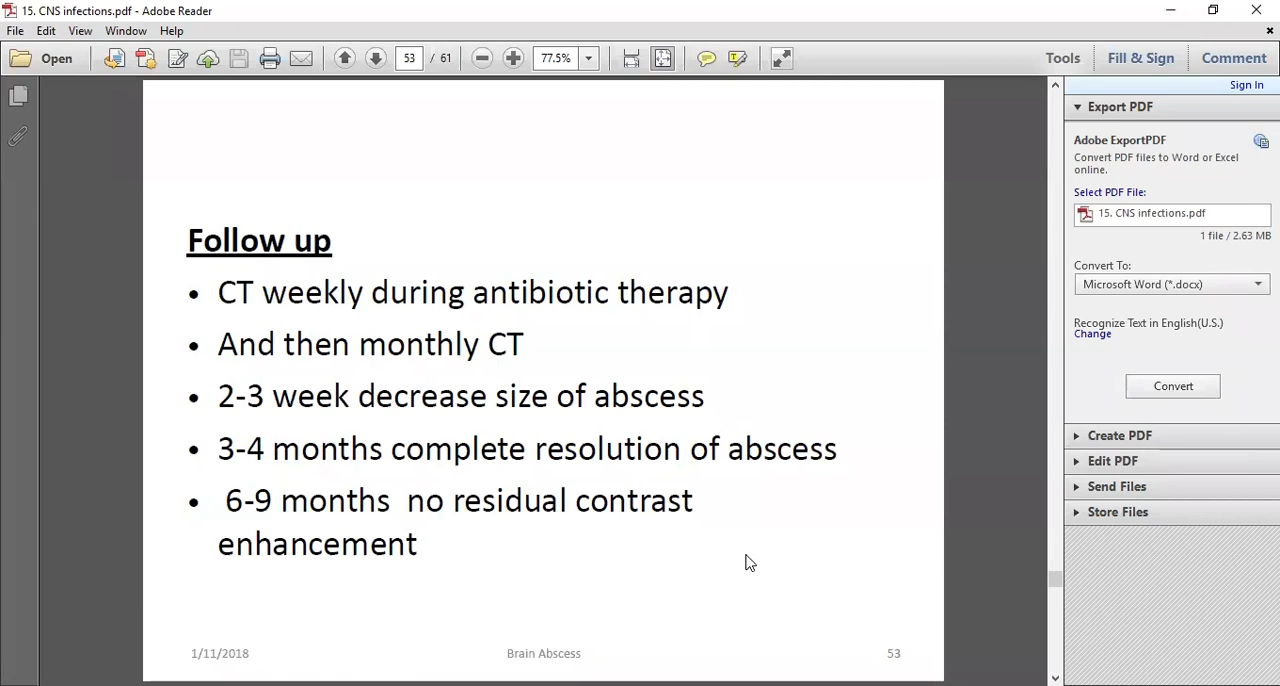 15. CNS infections.pdf - Adobe Reader
File Edit View Window Help
Open 53 / 61 77.5% Tools Fill & Sign Comment
Sign In
Export PDF
Adobe ExportPDF
Convert PDF files to Word or Excel
online.
Select PDF File:
15. CNS infections.pdf
1 file / 2.63 MB
Convert To:
Microsoft Word (*.docx)
Recognize Text in English(U.S.)
Change
Convert
Create PDF
Edit PDF
Send Files
Store Files
Follow up
• CT weekly during antibiotic therapy
• And then monthly CT
• 2-3 week decrease size of abscess
• 3-4 months complete resolution of abscess
• 6-9 months no residual contrast
enhancement
1/11/2018 Brain Abscess 53